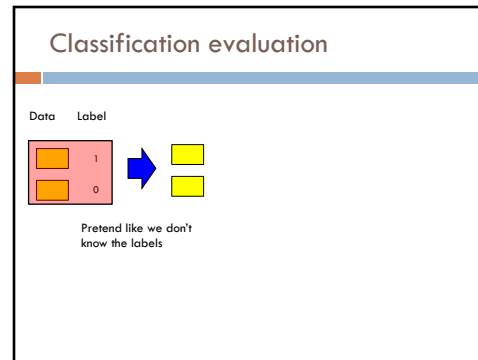 Classification evaluation
Data Label
1
0
Pretend like we don't
know the labels